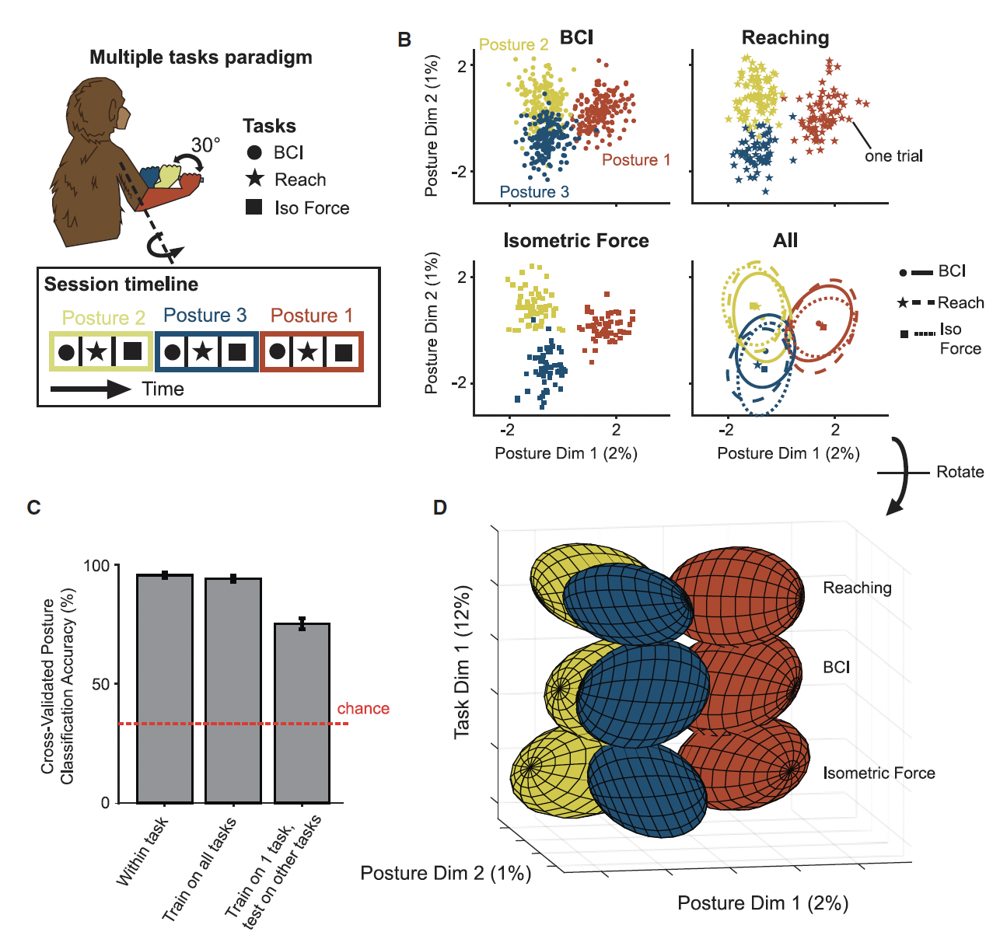 Multiple tasks paradigm
Tasks
BCI
Reach
Iso Force
30°
Session timeline
Posture 2
Posture 3
Posture 1
Time
B
BCI
Posture 2
Posture Dim 2 (1%)
2
-2
Posture 1
Posture 3
Reaching
one trial
Isometric Force
Posture Dim 2 (1%)
2
-2
-2
2
Posture Dim 1 (2%)
All
-2
2
Posture Dim 1 (2%)
BCI
Reach
Iso
Force
Rotate
C
Cross-Validated Posture
Classification Accuracy (%)
100
50
0
chance
Within task
Train on all tasks
Train on 1 task,
test on other tasks
D
Task Dim 1 (12%)
Reaching
BCI
Isometric Force
Posture Dim 2 (1%)
Posture Dim 1 (2%)